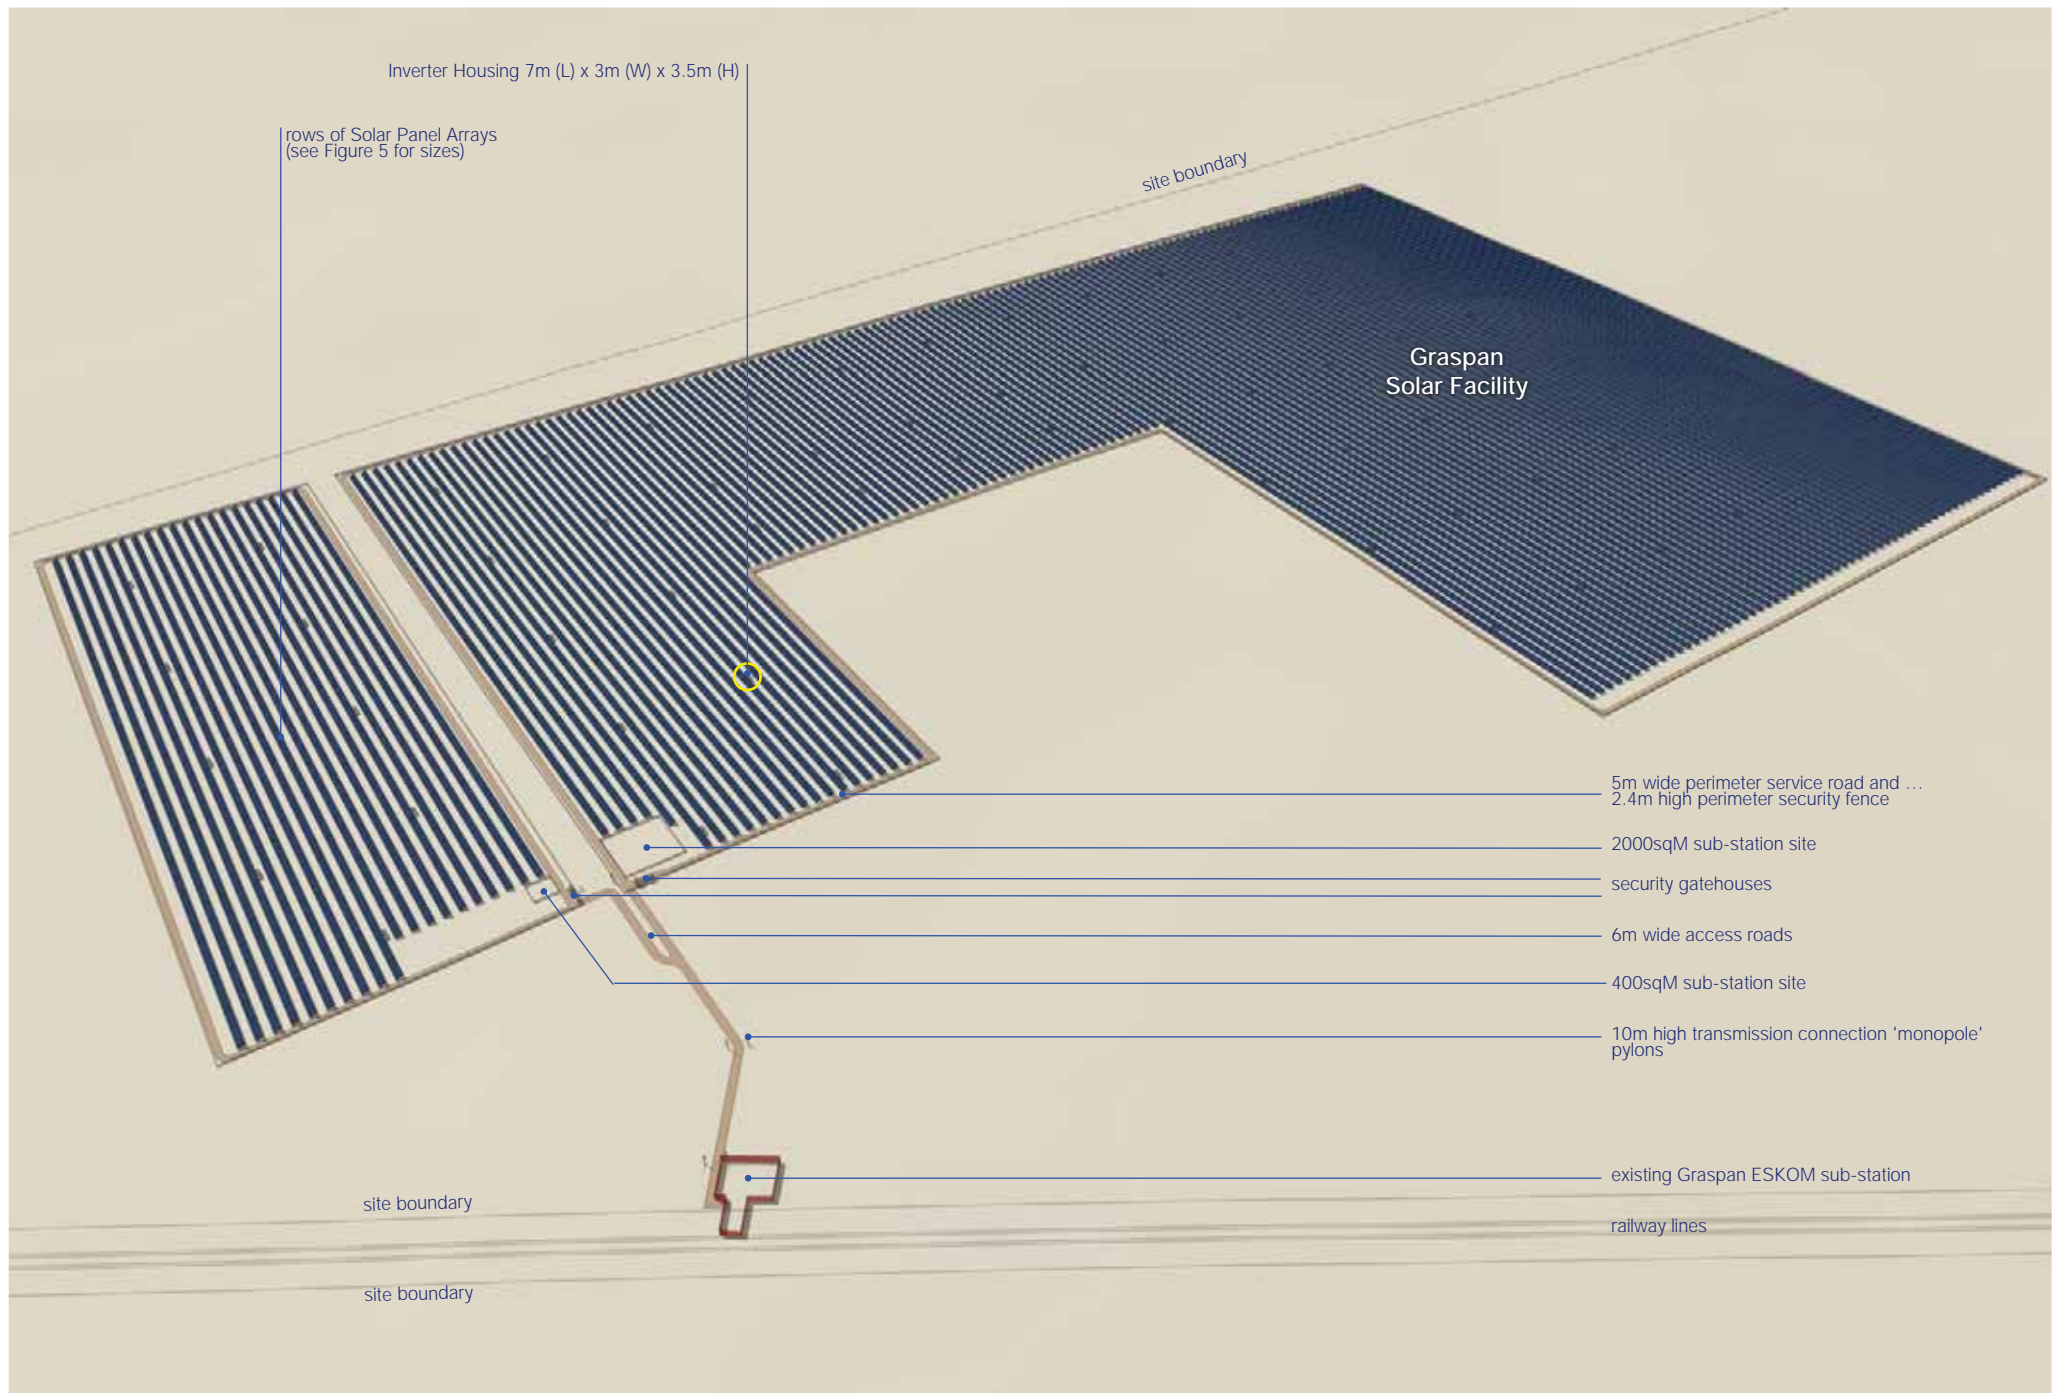 Inverter Housing 7m (L) x 3m (W) x 3.5m (H)
rows of Solar Panel Arrays
(see Figure 5 for sizes)
site boundary
Graspan
Solar Facility
5m wide perimeter service road and ...
2.4m high perimeter security fence
2000sqM sub-station site
security gatehouses
6m wide access roads
400sqM sub-station site
10m high transmission connection 'monopole'
pylons
existing Graspan ESKOM sub-station
site boundary
railway lines
site boundary